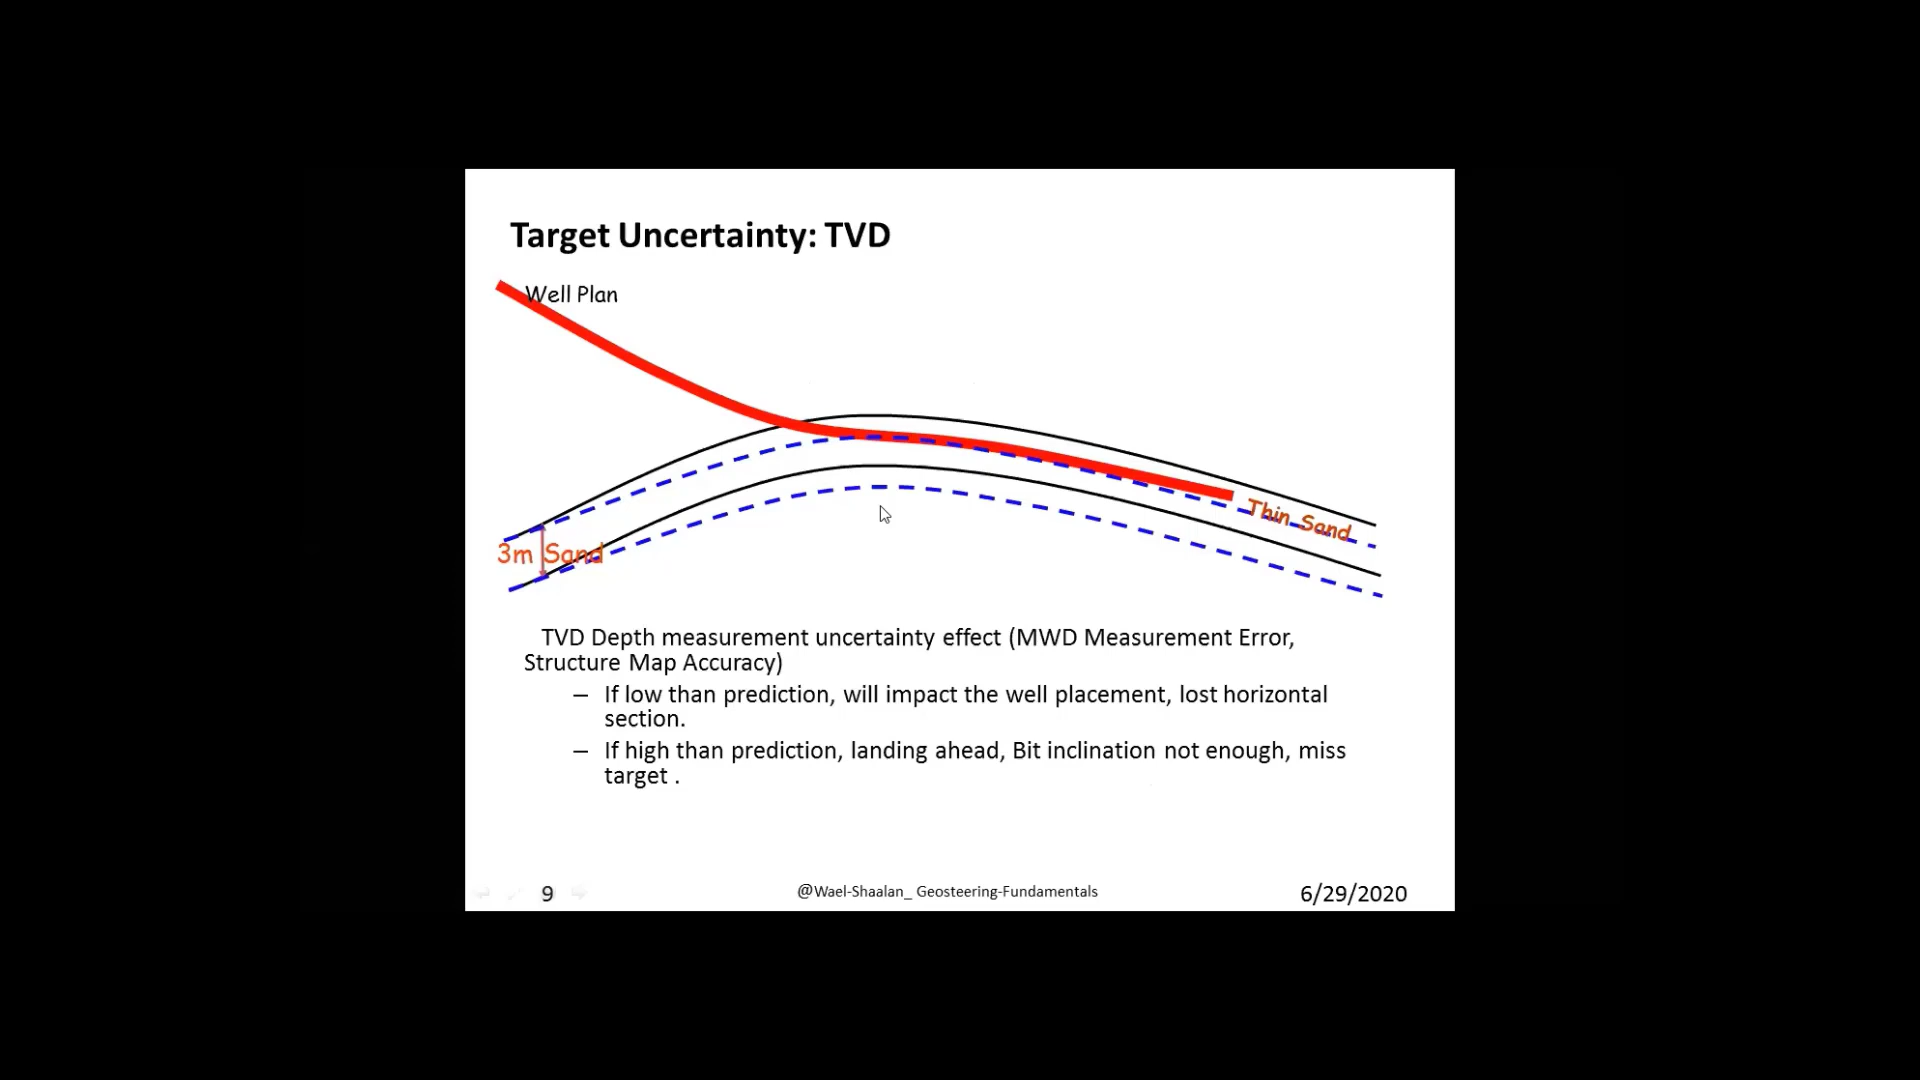 Target Uncertainty: TVD
Well Plan
Thin Sand
3m Sand
TVD Depth measurement uncertainty effect (MWD Measurement Error,
Structure Map Accuracy)
– If low than prediction, will impact the well placement, lost horizontal
section.
– If high than prediction, landing ahead, Bit inclination not enough, miss
target .
9
@Wael-Shaalan_ Geosteering-Fundamentals
6/29/2020